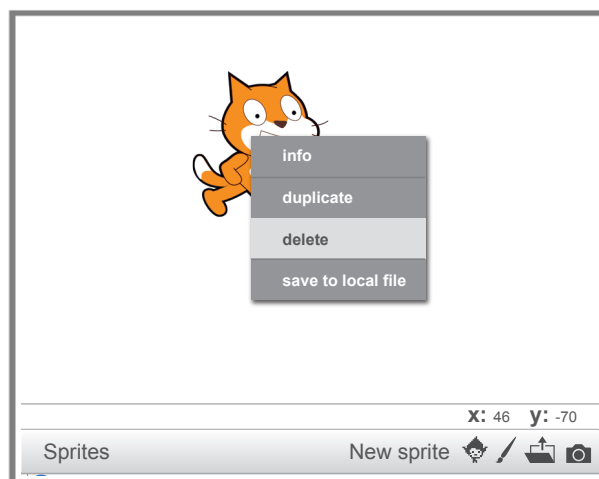 info
duplicate
delete
save to local file
x: 46 y: -70
Sprites New sprite